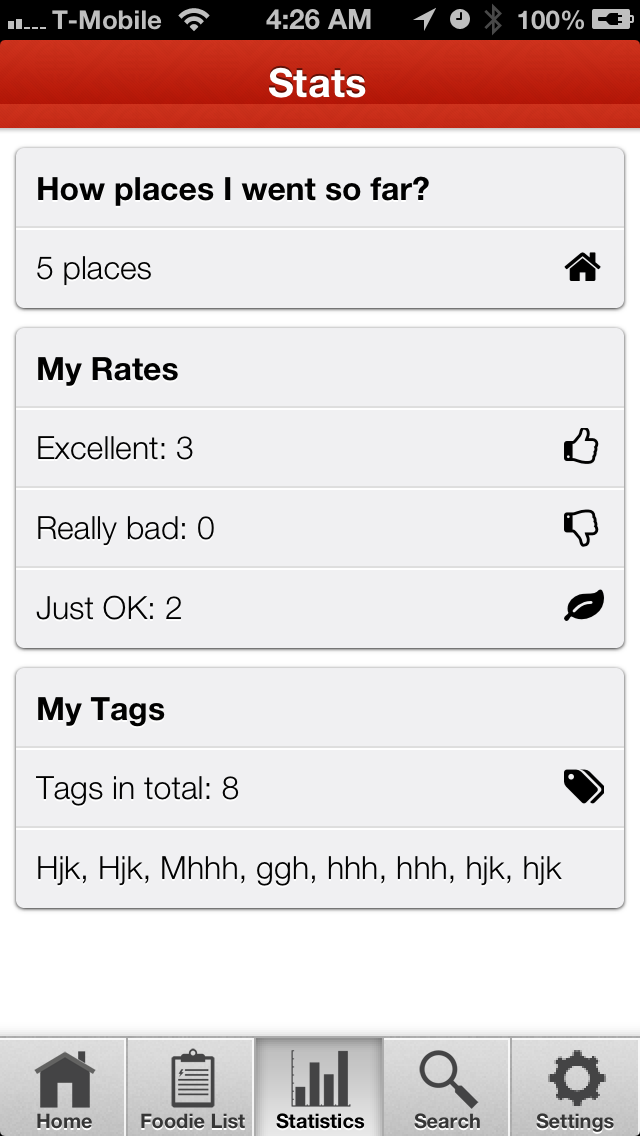 T-Mobile 4:26 AM 100%
Stats
How places I went so far?
5 places
My Rates
Excellent: 3
Really bad: 0
Just OK: 2
My Tags
Tags in total: 8
Hjk, Hjk, Mhhh, ggh, hhh, hhh, hjk, hjk
Home Foodie List Statistics Search Settings